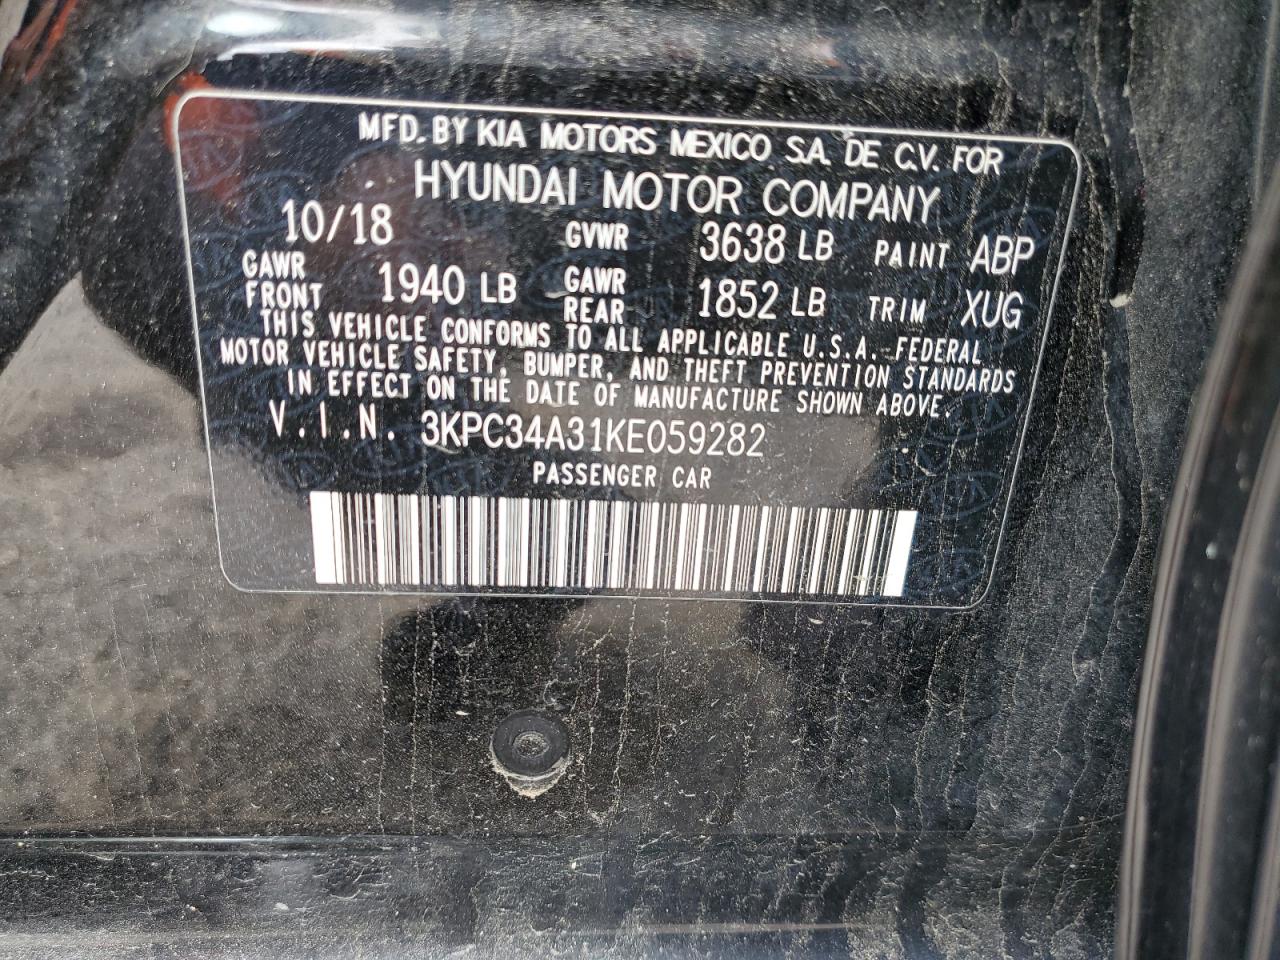 MFD. BY KIA MOTORS MEXICO S.A. DE C.V. FOR
HYUNDAI MOTOR COMPANY
10/18 GVWR 3638 LB PAINT ABP
GAWR FRONT 1940 LB GAWR REAR 1852 LB TRIM XUG
THIS VEHICLE CONFORMS TO ALL APPLICABLE U.S.A. FEDERAL
MOTOR VEHICLE SAFETY, BUMPER, AND THEFT PREVENTION STANDARDS
IN EFFECT ON THE DATE OF MANUFACTURE SHOWN ABOVE.
V.I.N. 3KPC34A31KE059282
PASSENGER CAR